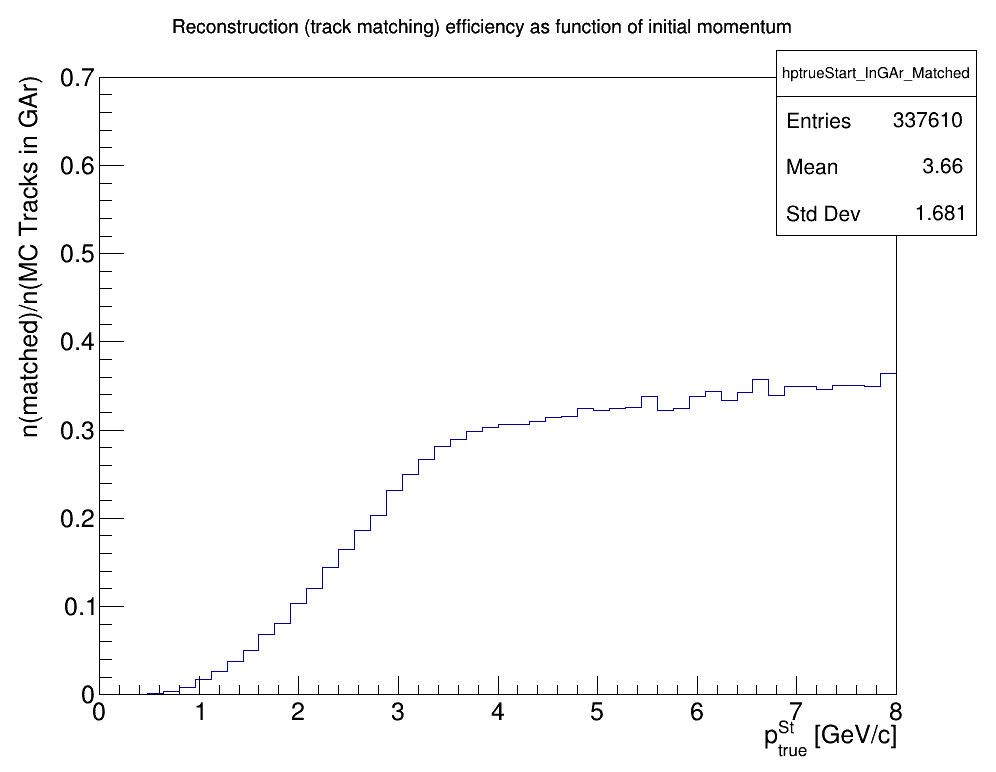 Reconstruction (track matching) efficiency as function of initial momentum
hptrueStart_InGAr_Matched
Entries 337610
Mean 3.66
Std Dev 1.681
n(matched)/n(MC Tracks in GAr)
0.7
0.6
0.5
0.4
0.3
0.2
0.1
0
0 1 2 3 4 5 6 7 8
p^St_true [GeV/c]